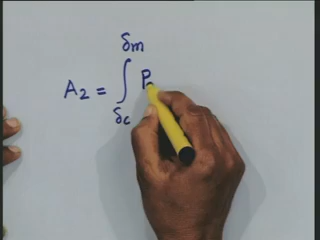 A₂ = ∫_{δc}^{δm} P